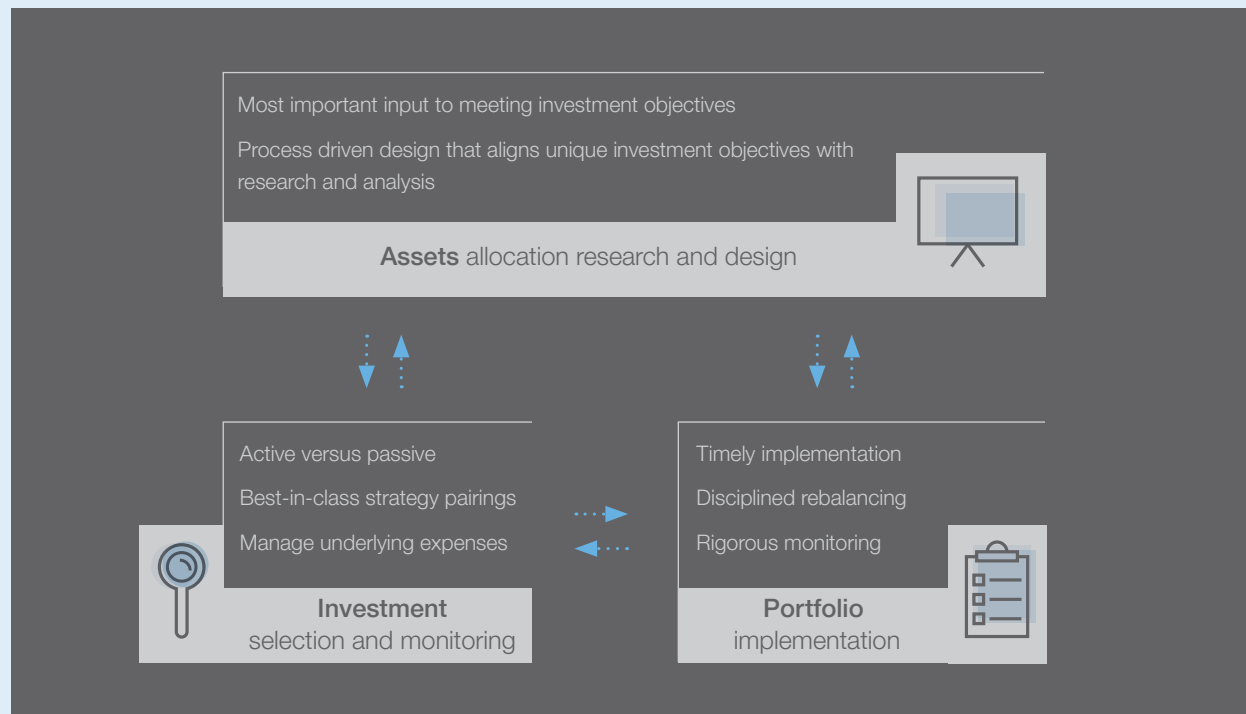 Most important input to meeting investment objectives
Process driven design that aligns unique investment objectives with
research and analysis
Assets allocation research and design
Active versus passive
Best-in-class strategy pairings
Manage underlying expenses
Investment
selection and monitoring
Timely implementation
Disciplined rebalancing
Rigorous monitoring
Portfolio
implementation